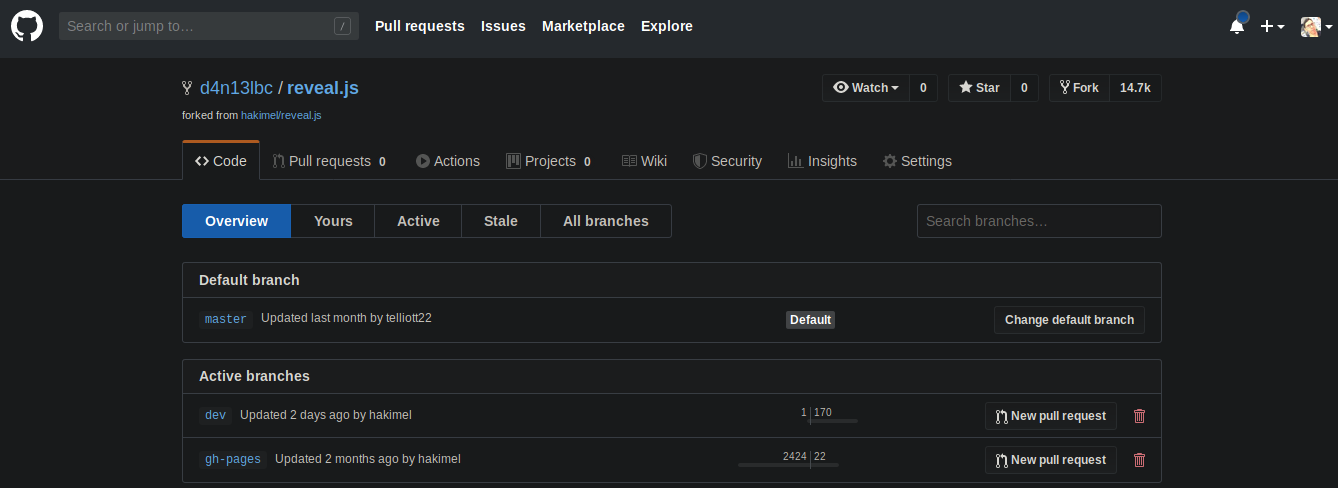 Search or jump to… /
Pull requests Issues Marketplace Explore
d4n13lbc / reveal.js
Watch 0 Star 0 Fork 14.7k
forked from hakimel/reveal.js
Code Pull requests 0 Actions Projects 0 Wiki Security Insights Settings
Overview Yours Active Stale All branches
Search branches…
Default branch
master Updated last month by telliott22 Default Change default branch
Active branches
dev Updated 2 days ago by hakimel 1 170 New pull request
gh-pages Updated 2 months ago by hakimel 2424 22 New pull request